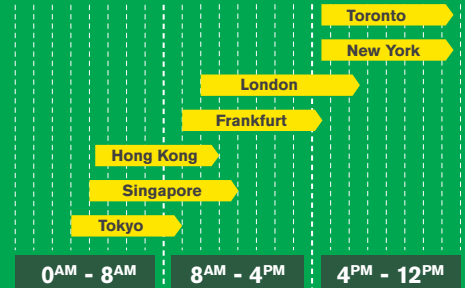 Toronto
New York
London
Frankfurt
Hong Kong
Singapore
Tokyo
0AM - 8AM 8AM - 4PM 4PM - 12PM